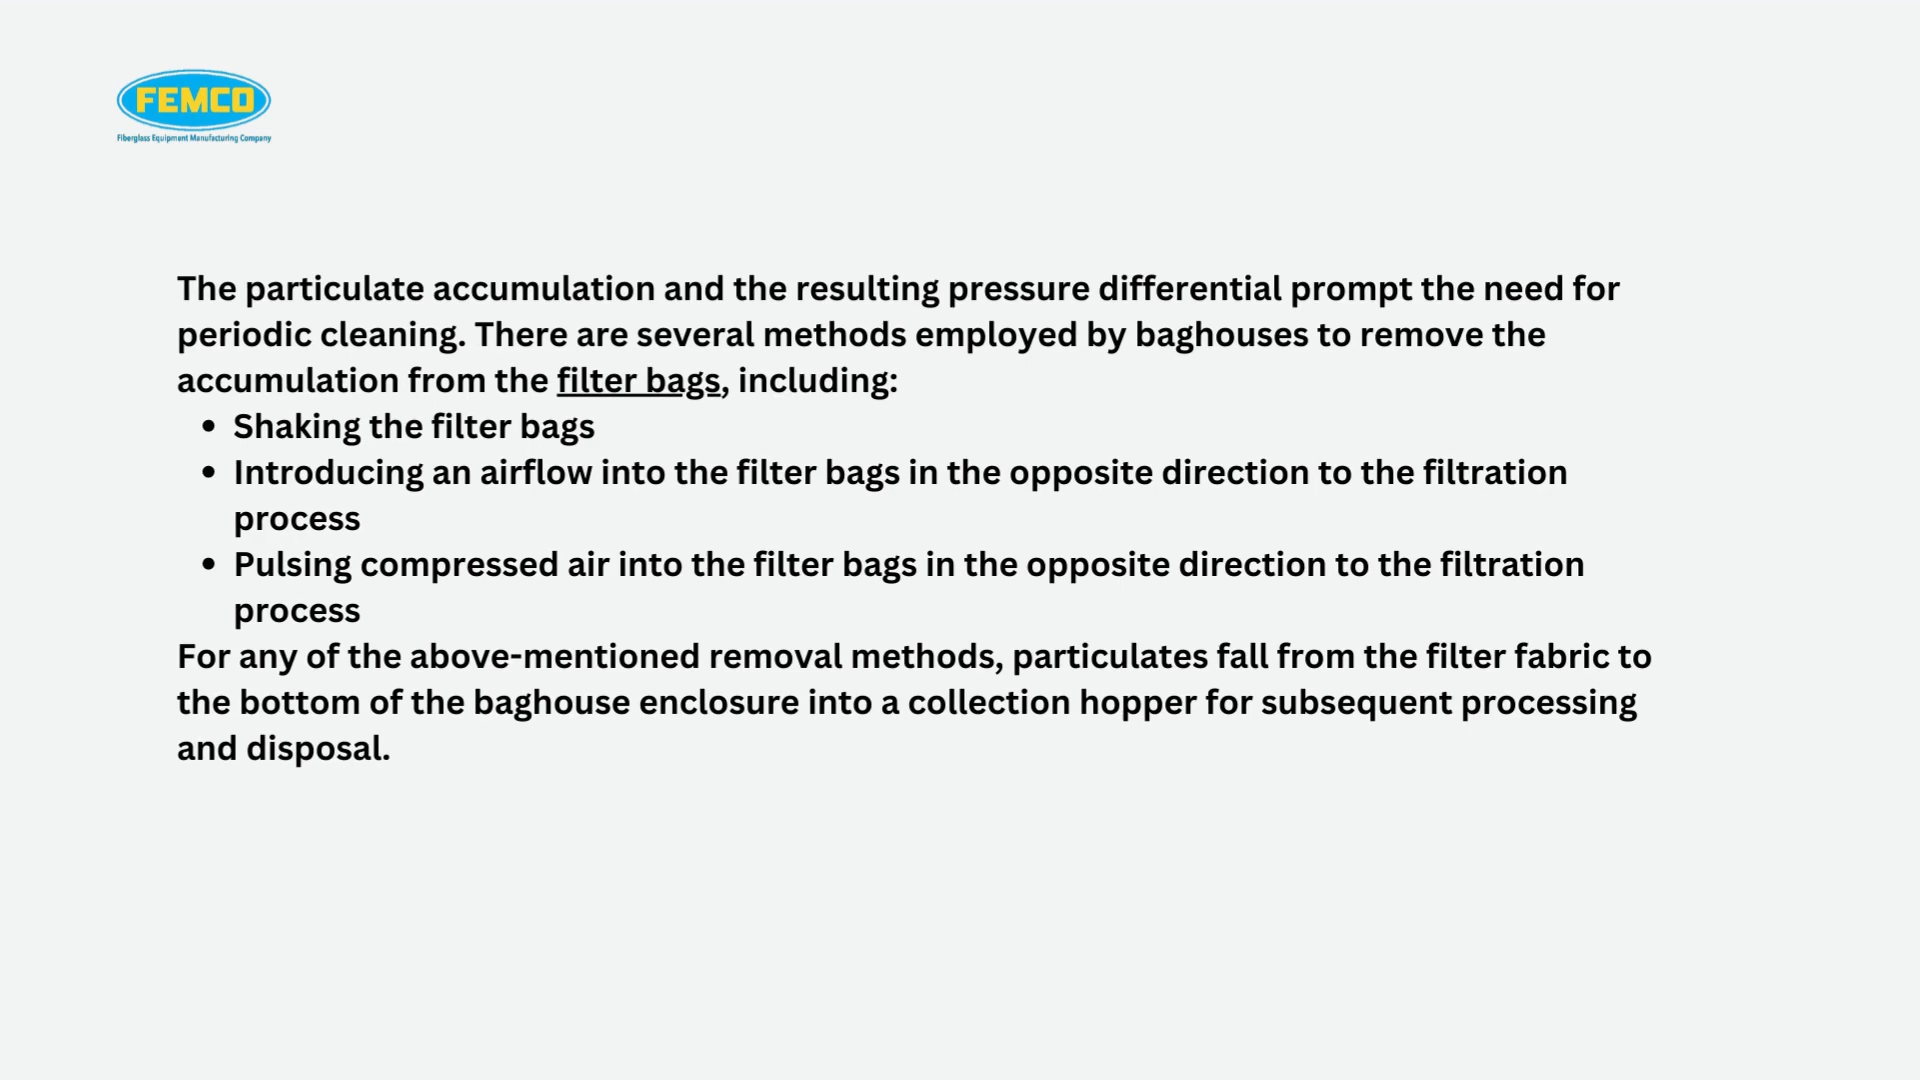 FEMCO
Fiberglass Equipment Manufacturing Company
The particulate accumulation and the resulting pressure differential prompt the need for
periodic cleaning. There are several methods employed by baghouses to remove the
accumulation from the filter bags, including:
• Shaking the filter bags
• Introducing an airflow into the filter bags in the opposite direction to the filtration
process
• Pulsing compressed air into the filter bags in the opposite direction to the filtration
process
For any of the above-mentioned removal methods, particulates fall from the filter fabric to
the bottom of the baghouse enclosure into a collection hopper for subsequent processing
and disposal.